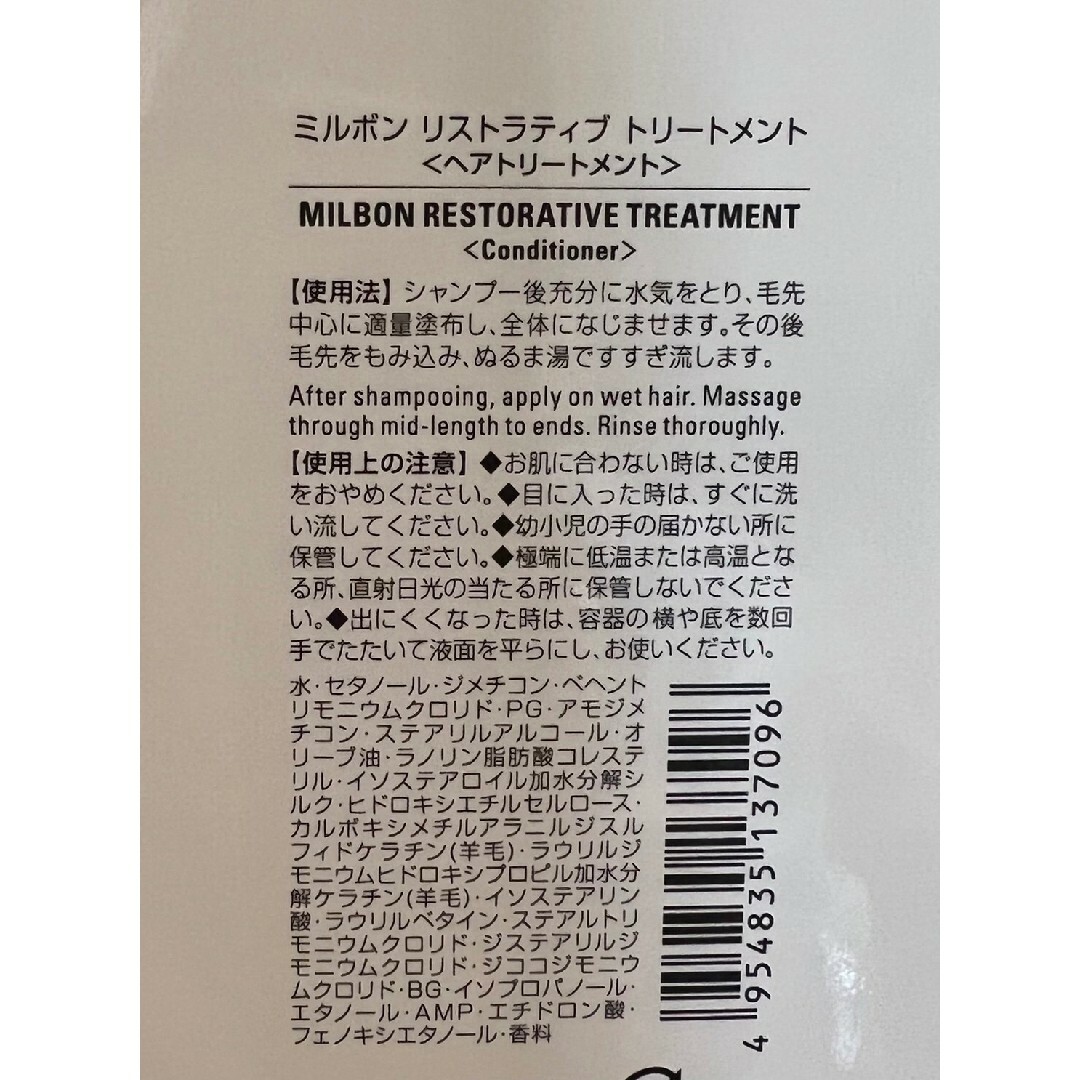 ミルボン リストラティブ トリートメント
<ヘアトリートメント>
MILBON RESTORATIVE TREATMENT
<Conditioner>
【使用法】シャンプー後充分に水気をとり、毛先
中心に適量塗布し、全体になじませます。その後
毛先をもみ込み、ぬるま湯ですすぎ流します。
After shampooing, apply on wet hair. Massage
through mid-length to ends. Rinse thoroughly.
【使用上の注意】◆お肌に合わない時は、ご使用
をおやめください。◆目に入った時は、すぐに洗
い流してください。◆幼小児の手の届かない所に
保管してください。◆極端に低温または高温とな
る所、直射日光の当たる所に保管しないでくださ
い。◆出にくくなった時は、容器の横や底を数回
手でたたいて液面を平らにし、お使いください。
水・セタノール・ジメチコン・ベヘント
リモニウムクロリド・PG・アモジメ
チコン・ステアリルアルコール・オ
リーブ油・ラノリン脂肪酸コレステ
リル・イソステアロイル加水分解シ
ルク・ヒドロキシエチルセルロース・
カルボキシメチルアラニルジスル
フィドケラチン(羊毛)・ラウリルジ
モニウムヒドロキシプロピル加水分
解ケラチン(羊毛)・イソステアリン
酸・ラウリルベタイン・ステアルトリ
モニウムクロリド・ジステアリルジ
モニウムクロリド・ジココジモニウ
ムクロリド・BG・イソプロパノール・
エタノール・AMP・エチドロン酸・
フェノキシエタノール・香料
4 954835 137096